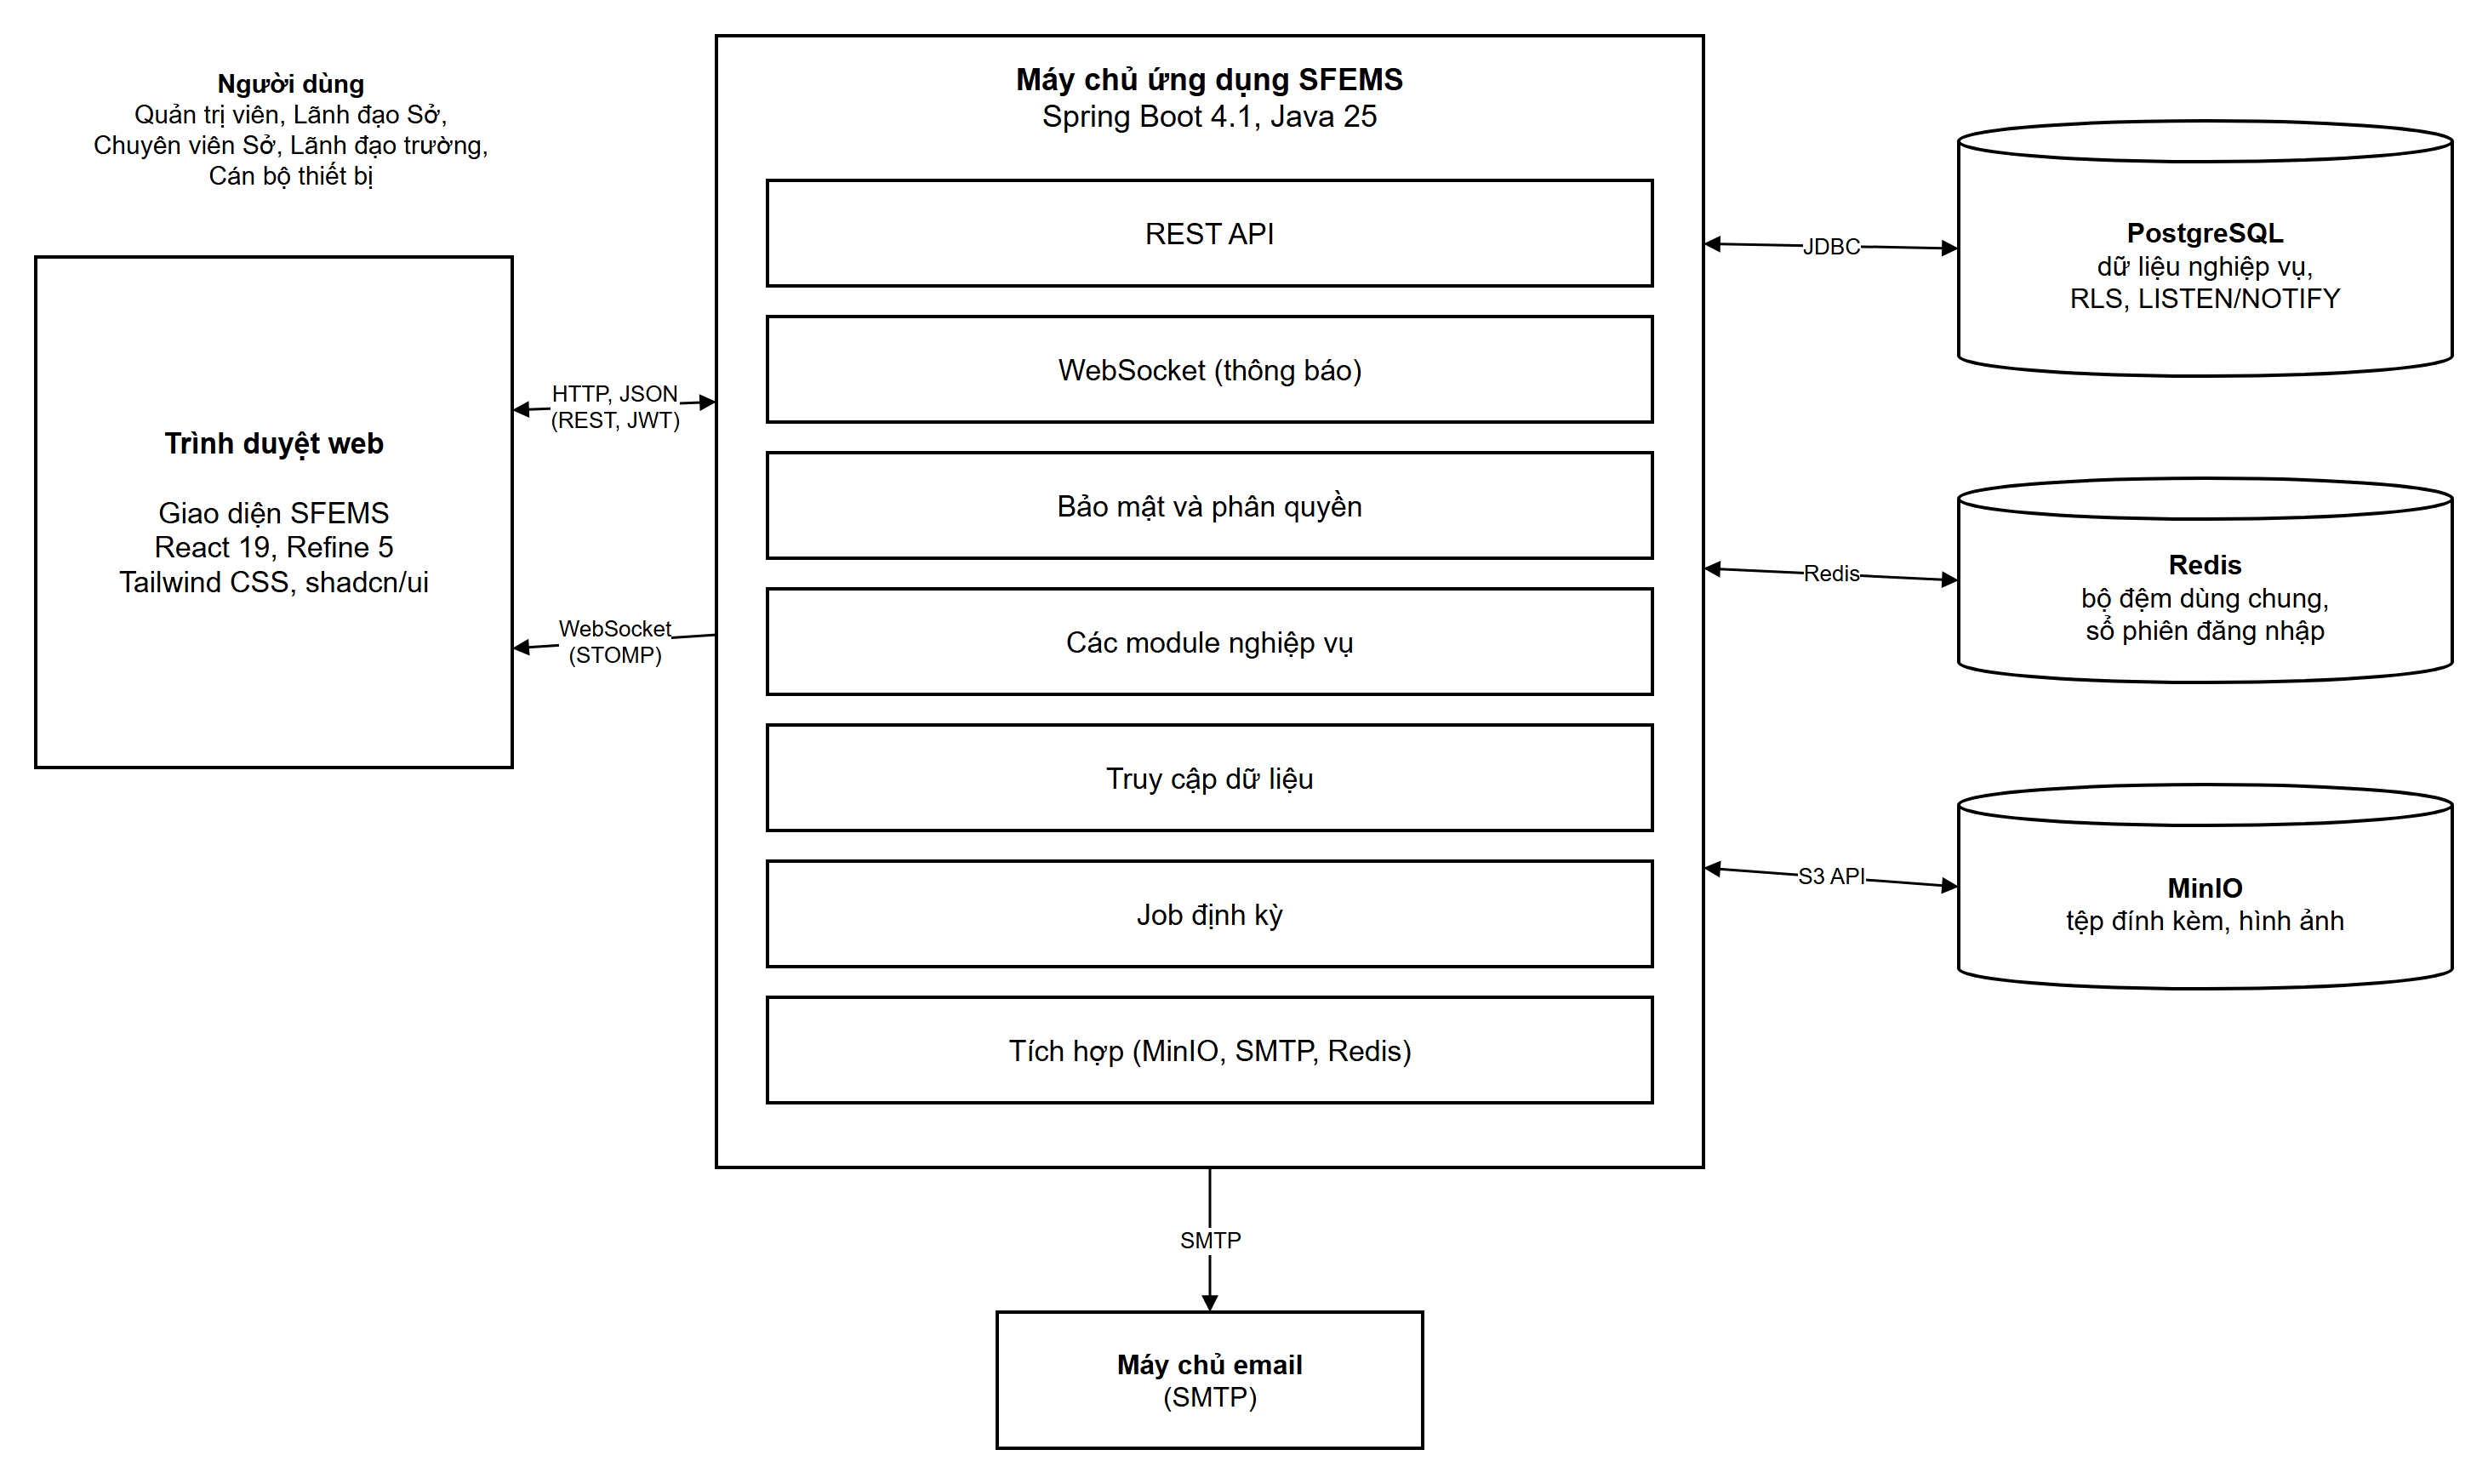 Người dùng
Quản trị viên, Lãnh đạo Sở,
Chuyên viên Sở, Lãnh đạo trường,
Cán bộ thiết bị
Trình duyệt web
Giao diện SFEMS
React 19, Refine 5
Tailwind CSS, shadcn/ui
HTTP, JSON
(REST, JWT)
WebSocket
(STOMP)
Máy chủ ứng dụng SFEMS
Spring Boot 4.1, Java 25
REST API
WebSocket (thông báo)
Bảo mật và phân quyền
Các module nghiệp vụ
Truy cập dữ liệu
Job định kỳ
Tích hợp (MinIO, SMTP, Redis)
JDBC
PostgreSQL
dữ liệu nghiệp vụ,
RLS, LISTEN/NOTIFY
Redis
Redis
bộ đệm dùng chung,
sổ phiên đăng nhập
S3 API
MinIO
tệp đính kèm, hình ảnh
SMTP
Máy chủ email
(SMTP)